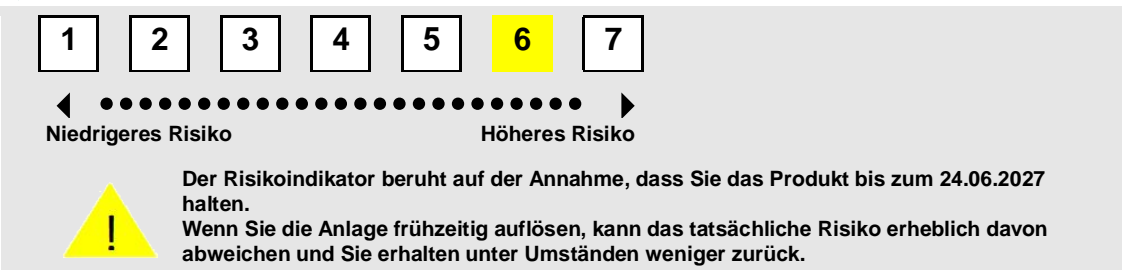 1 2 3 4 5 6 7
Niedrigeres Risiko Höheres Risiko
Der Risikoindikator beruht auf der Annahme, dass Sie das Produkt bis zum 24.06.2027
halten.
Wenn Sie die Anlage frühzeitig auflösen, kann das tatsächliche Risiko erheblich davon
abweichen und Sie erhalten unter Umständen weniger zurück.
!